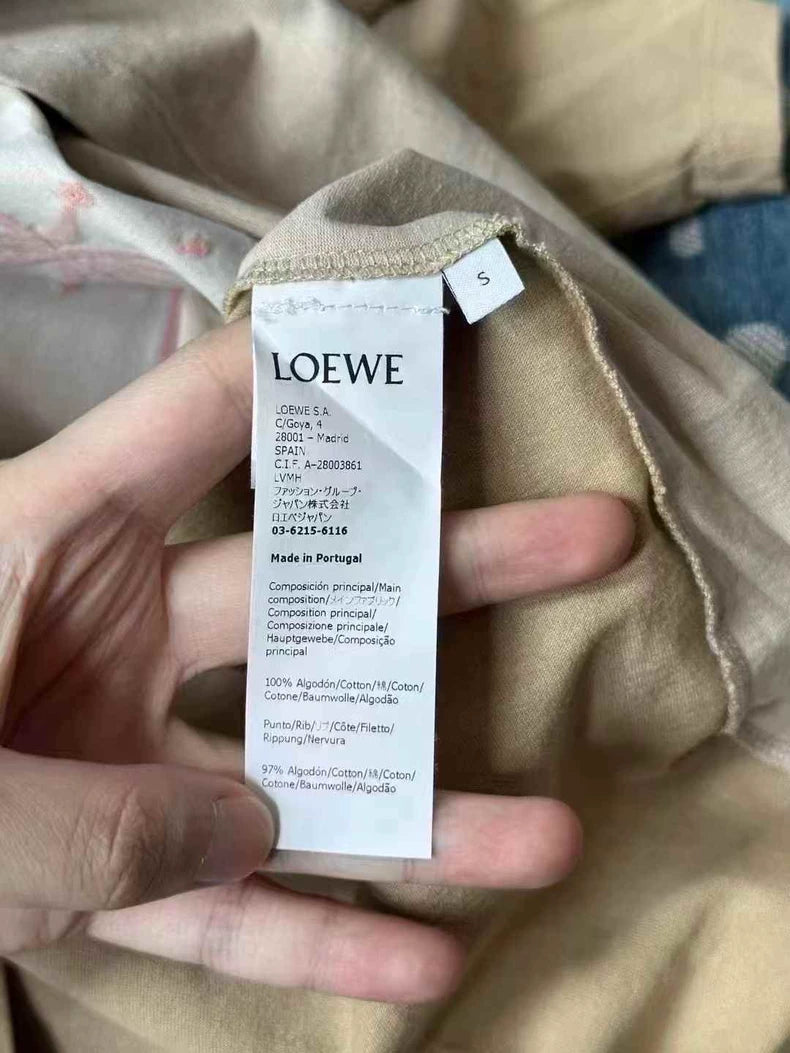 S
LOEWE
LOEWE S.A.
C/Goya, 4
28001 – Madrid
SPAIN
C.I.F. A-28003861
LVMH
ファッション・グループ・
ジャパン株式会社
ロエベジャパン
03-6215-6116
Made in Portugal
Composición principal/Main
composition/メインファブリック/
Composition principal/
Composizione principale/
Hauptgewebe/Composição
principal
100% Algodón/Cotton/綿/Coton/
Cotone/Baumwolle/Algodão
Punto/Rib/リブ/Côte/Filetto/
Rippung/Nervura
97% Algodón/Cotton/綿/Coton/
Cotone/Baumwolle/Algodão